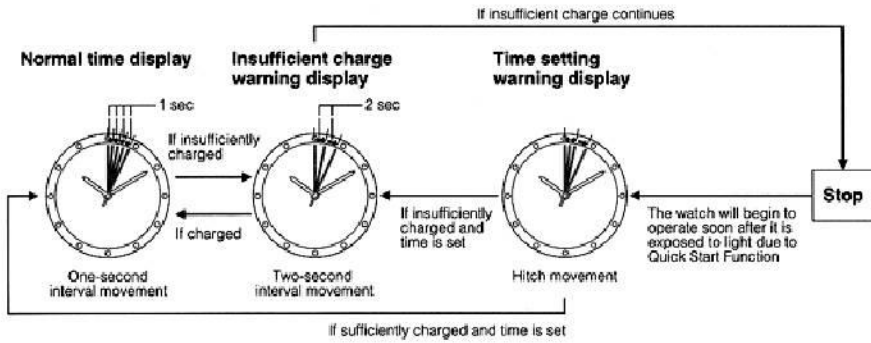 If insufficient charge continues
Normal time display
Insufficient charge
warning display
Time setting
warning display
1 sec
2 sec
If insufficiently
charged
If charged
If insufficiently
charged and
time is set
Stop
The watch will begin to
operate soon after it is
exposed to light due to
Quick Start Function
One-second
interval movement
Two-second
interval movement
Hitch movement
If sufficiently charged and time is set